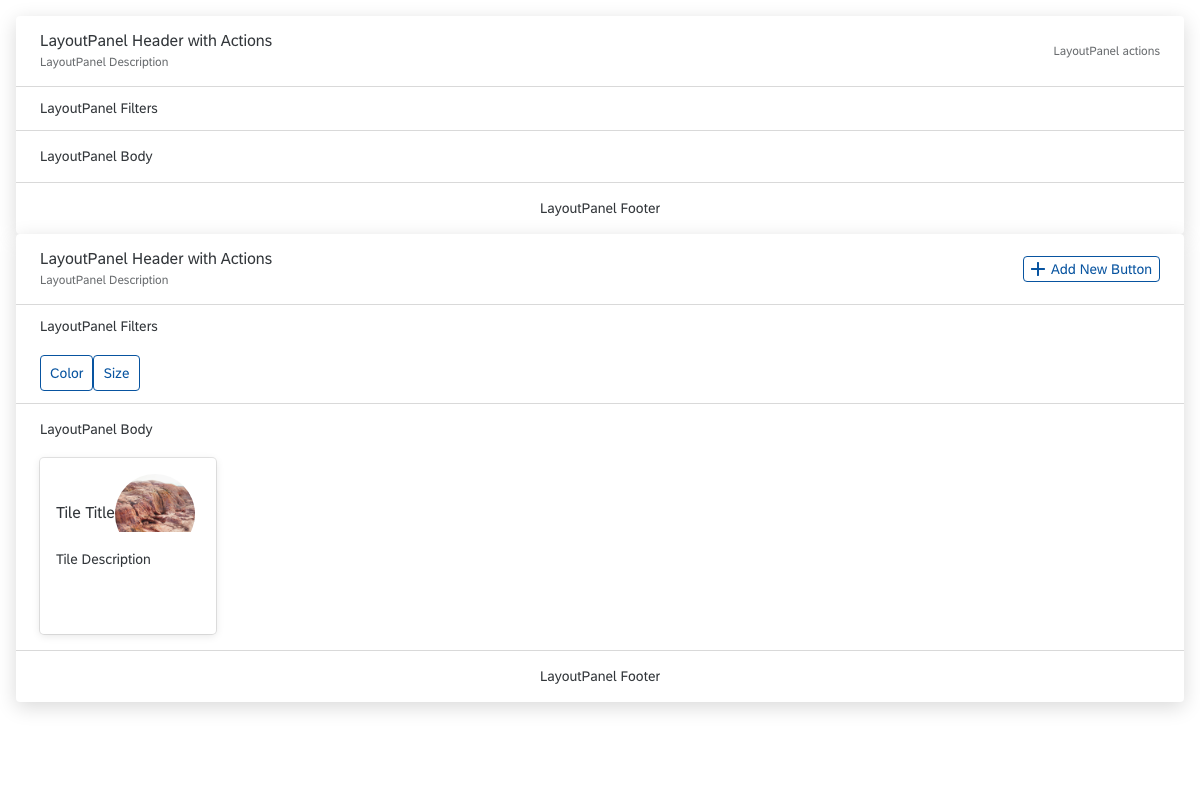 LayoutPanel Header with Actions
LayoutPanel Description
LayoutPanel actions
LayoutPanel Filters
LayoutPanel Body
LayoutPanel Footer
LayoutPanel Header with Actions
LayoutPanel Description
Add New Button
LayoutPanel Filters
Color Size
LayoutPanel Body
Tile Title
Tile Description
LayoutPanel Footer